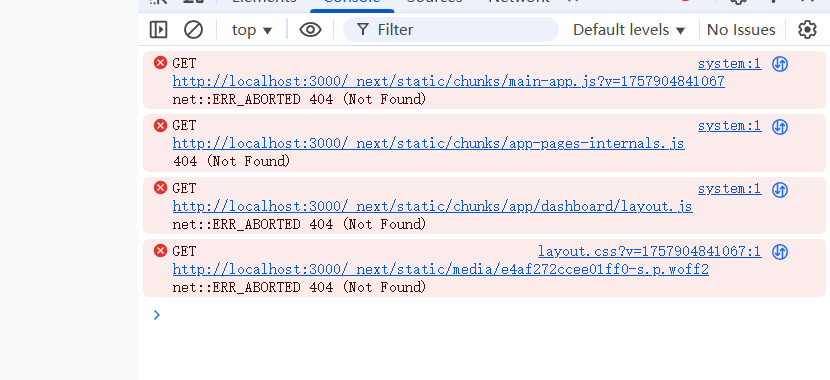 Elements Console Sources Network
top ▼ Filter Default levels ▼ No Issues
GET system:1
http://localhost:3000/_next/static/chunks/main-app.js?v=1757904841067
net::ERR_ABORTED 404 (Not Found)
GET system:1
http://localhost:3000/_next/static/chunks/app-pages-internals.js
404 (Not Found)
GET system:1
http://localhost:3000/_next/static/chunks/app/dashboard/layout.js
net::ERR_ABORTED 404 (Not Found)
GET layout.css?v=1757904841067:1
http://localhost:3000/_next/static/media/e4af272ccee01ff0-s.p.woff2
net::ERR_ABORTED 404 (Not Found)